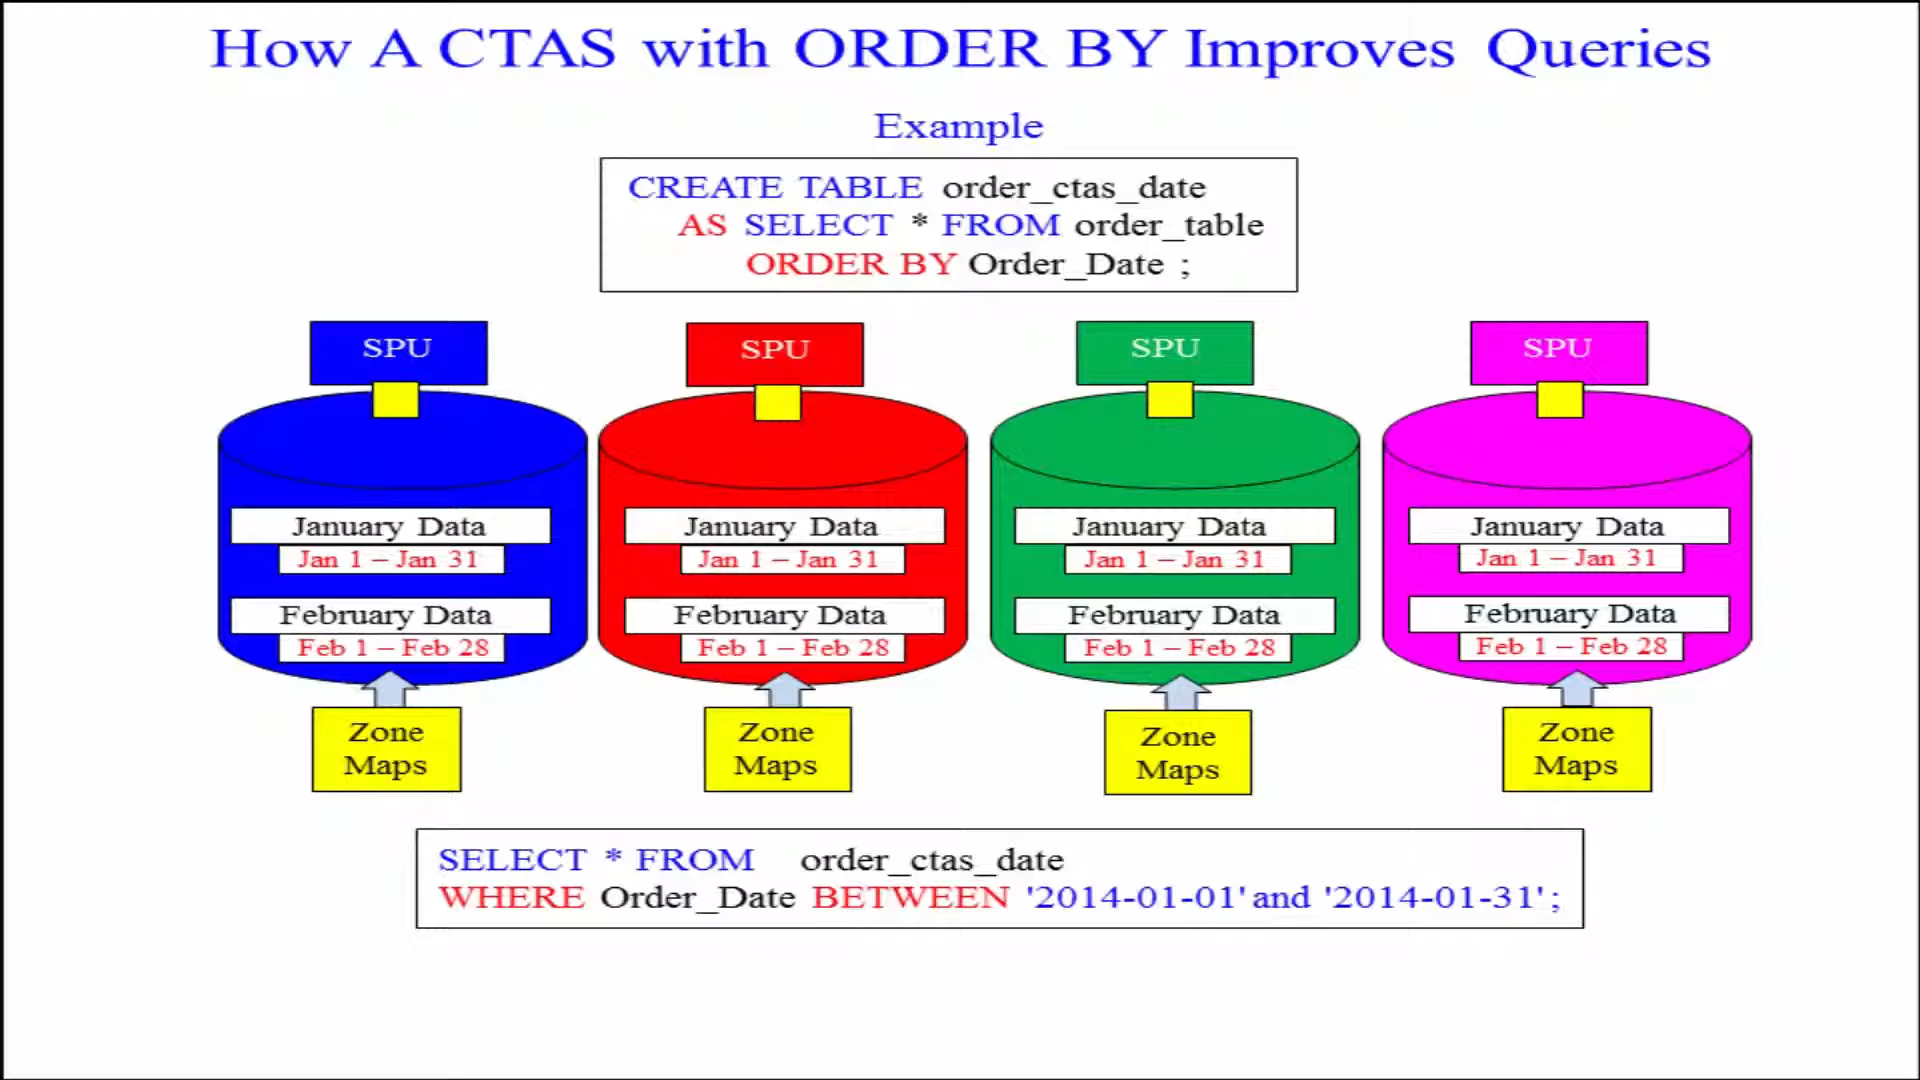 How A CTAS with ORDER BY Improves Queries
Example
CREATE TABLE order_ctas_date
AS SELECT * FROM order_table
ORDER BY Order_Date ;
SPU
SPU
SPU
SPU
January Data
January Data
January Data
January Data
Jan 1 – Jan 31
Jan 1 – Jan 31
Jan 1 – Jan 31
Jan 1 – Jan 31
February Data
February Data
February Data
February Data
Feb 1 – Feb 28
Feb 1 – Feb 28
Feb 1 – Feb 28
Feb 1 – Feb 28
Zone
Maps
Zone
Maps
Zone
Maps
Zone
Maps
SELECT * FROM order_ctas_date
WHERE Order_Date BETWEEN '2014-01-01' and '2014-01-31' ;